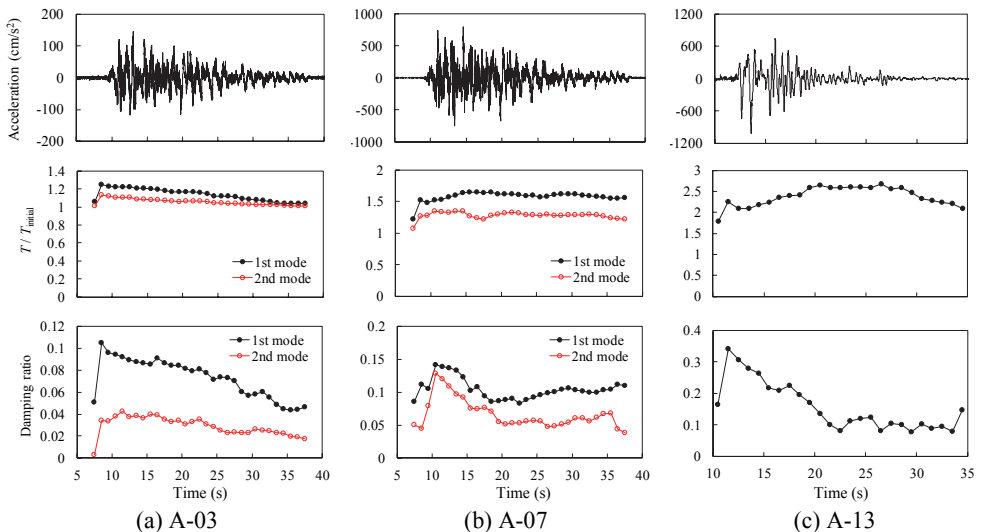 Acceleration (cm/s²)
200
100
0
-100
-200
1000
500
0
-500
-1000
1200
600
0
-600
-1200
T / Tinitial
1.4
1.2
1.0
0.8
0.6
0.4
0.2
0
1st mode
2nd mode
2
1.5
1
0.5
0
1st mode
2nd mode
3
2.5
2
1.5
1
0.5
0
Damping ratio
0.12
0.1
0.08
0.06
0.04
0.02
0
1st mode
2nd mode
5 10 15 20 25 30 35 40
Time (s)
0.2
0.15
0.1
0.05
0
1st mode
2nd mode
5 10 15 20 25 30 35 40
Time (s)
0.4
0.3
0.2
0.1
0
10 15 20 25 30 35
Time (s)
(a) A-03
(b) A-07
(c) A-13